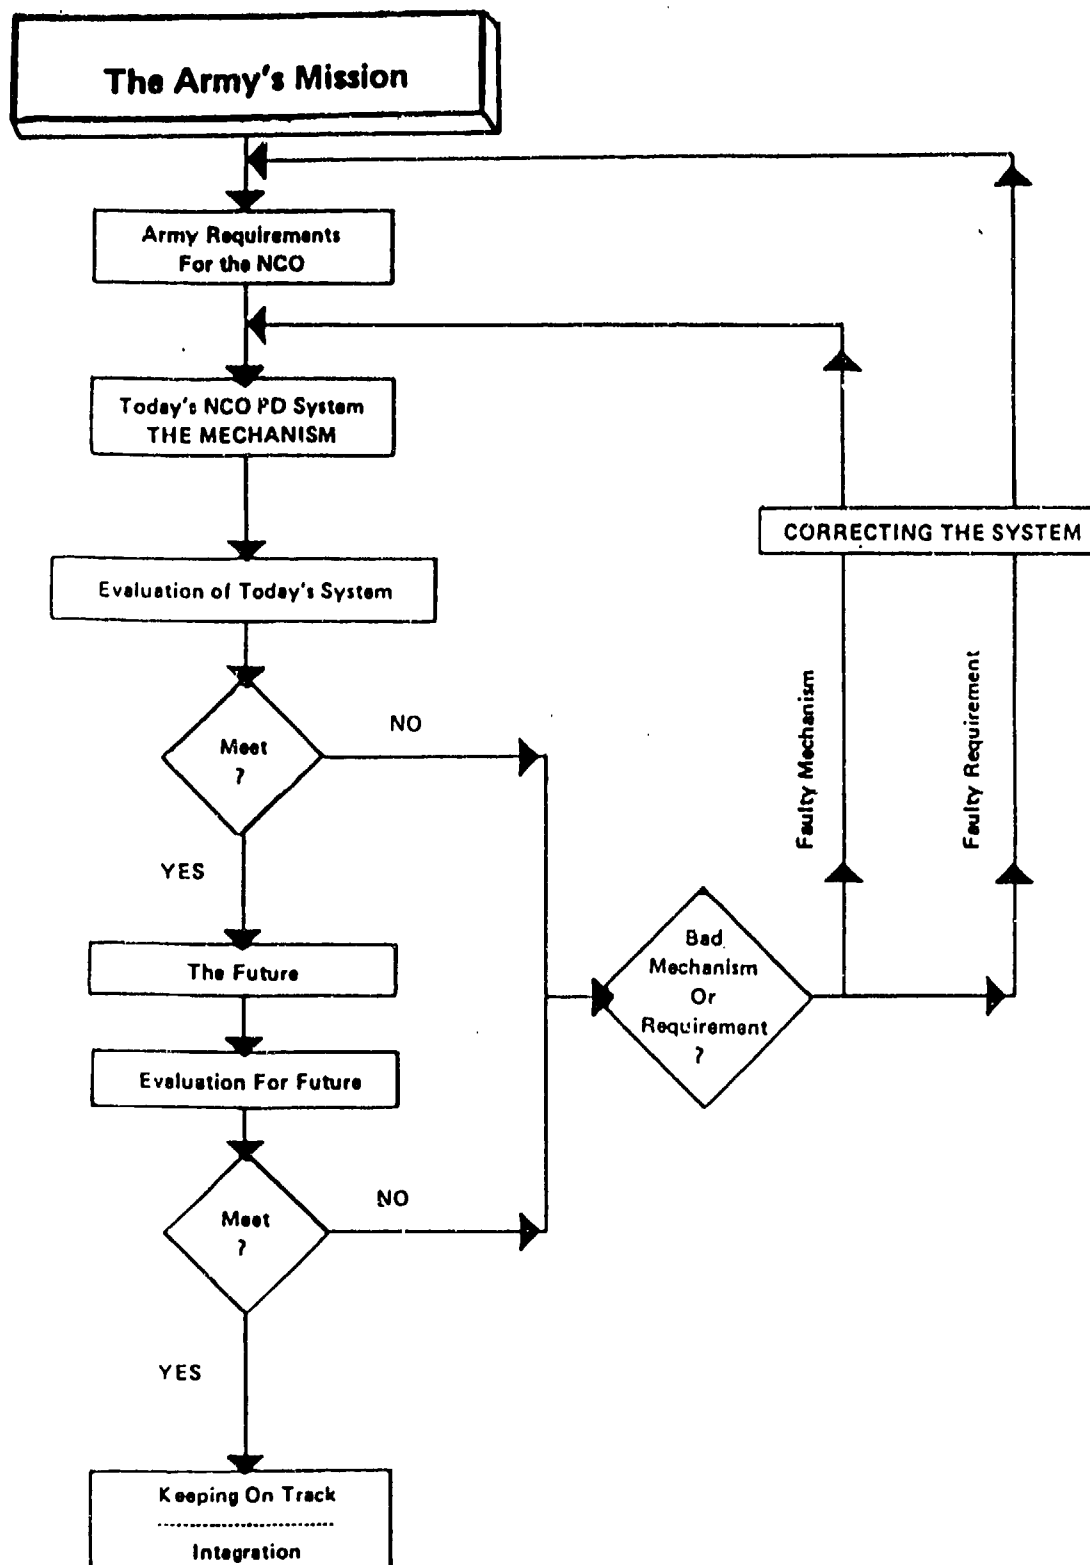 The Army's Mission
Army Requirements
For the NCO
Today's NCO PD System
THE MECHANISM
CORRECTING THE SYSTEM
Evaluation of Today's System
Faulty Mechanism
Faulty Requirement
Meet
?
NO
YES
Bad
Mechanism
Or
Requirement
?
The Future
Evaluation For Future
Meet
?
NO
YES
Keeping On Track
Integration